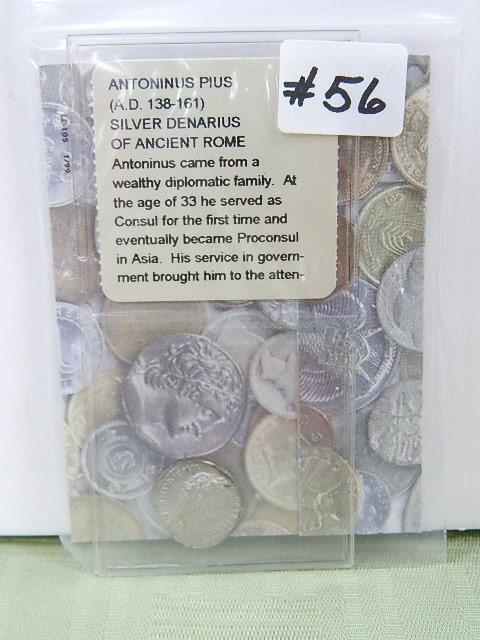 ANTONINUS PIUS
(A.D. 138-161)
SILVER DENARIUS
OF ANCIENT ROME
Antoninus came from a
wealthy diplomatic family. At
the age of 33 he served as
Consul for the first time and
eventually became Proconsul
in Asia. His service in govern-
ment brought him to the atten-
#56
1/99